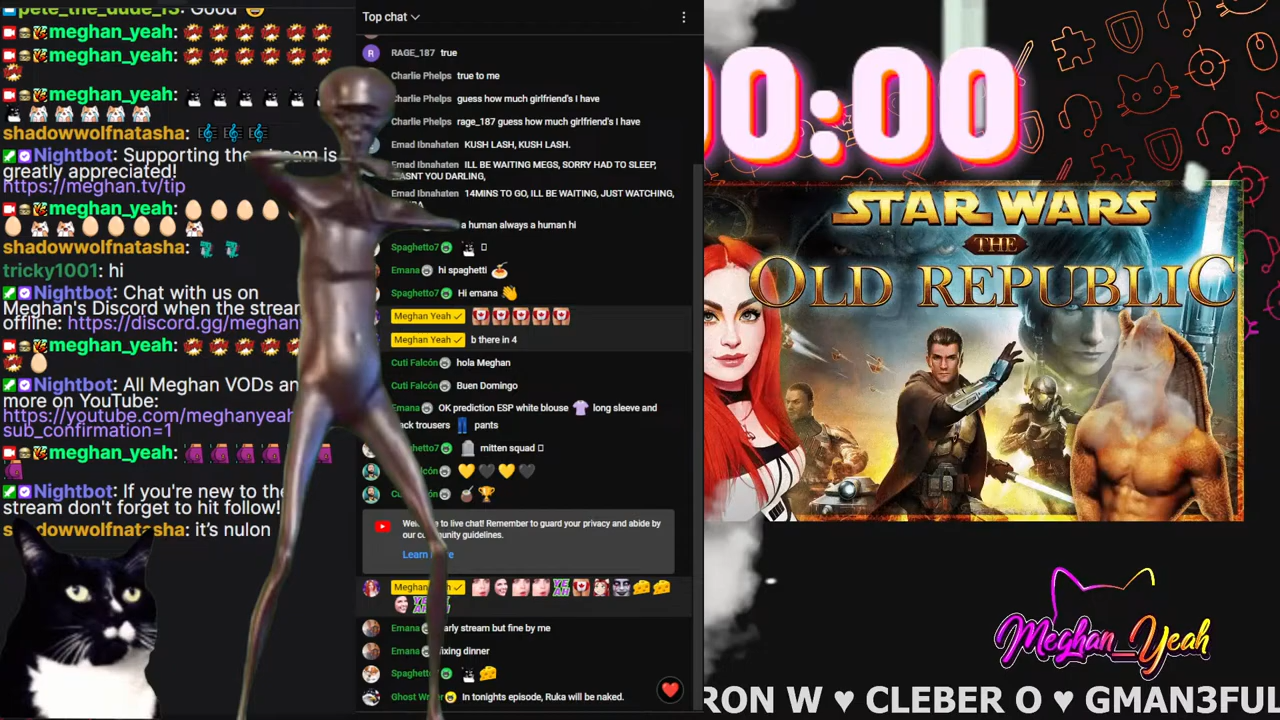 pete_the_dude_13: Good
meghan_yeah:
meghan_yeah:
meghan_yeah:
shadowwolfnatasha:
Nightbot: Supporting the stream is
greatly appreciated!
https://meghan.tv/tip
meghan_yeah:
shadowwolfnatasha:
tricky1001: hi
Nightbot: Chat with us on
Meghan's Discord when the stream
offline: https://discord.gg/meghan
meghan_yeah:
Nightbot: All Meghan VODs an
more on YouTube:
https://youtube.com/meghanyeah
sub_confirmation=1
meghan_yeah:
Nightbot: If you're new to the
stream don't forget to hit follow!
shadowwolfnatasha: it's nulon
Top chat
R RAGE_187 true
Charlie Phelps true to me
Charlie Phelps guess how much girlfriend's I have
Charlie Phelps rage_187 guess how much girlfriend's I have
Emad Ibnahaten KUSH LASH, KUSH LASH.
Emad Ibnahaten ILL BE WAITING MEGS, SORRY HAD TO SLEEP,
WASNT YOU DARLING,
Emad Ibnahaten 14MINS TO GO, ILL BE WAITING, JUST WATCHING,
a human always a human hi
Spaghetto7
Emana hi spaghetti
Spaghetto7 Hi emana
Meghan Yeah
Meghan Yeah b there in 4
Cuti Falcón hola Meghan
Cuti Falcón Buen Domingo
Emana OK prediction ESP white blouse long sleeve and
pants
mitten squad
Welcome to live chat! Remember to guard your privacy and abide by
our community guidelines.
Learn more
Meghan Yeah YEAH
YEAH
Emana early stream but fine by me
Emana fixing dinner
Spaghetto7
Ghost Wr In tonights episode, Ruka will be naked.
00:00
STAR WARS
THE
OLD REPUBLIC
Meghan_Yeah
RON W ♥ CLEBER O ♥ GMAN3FUL